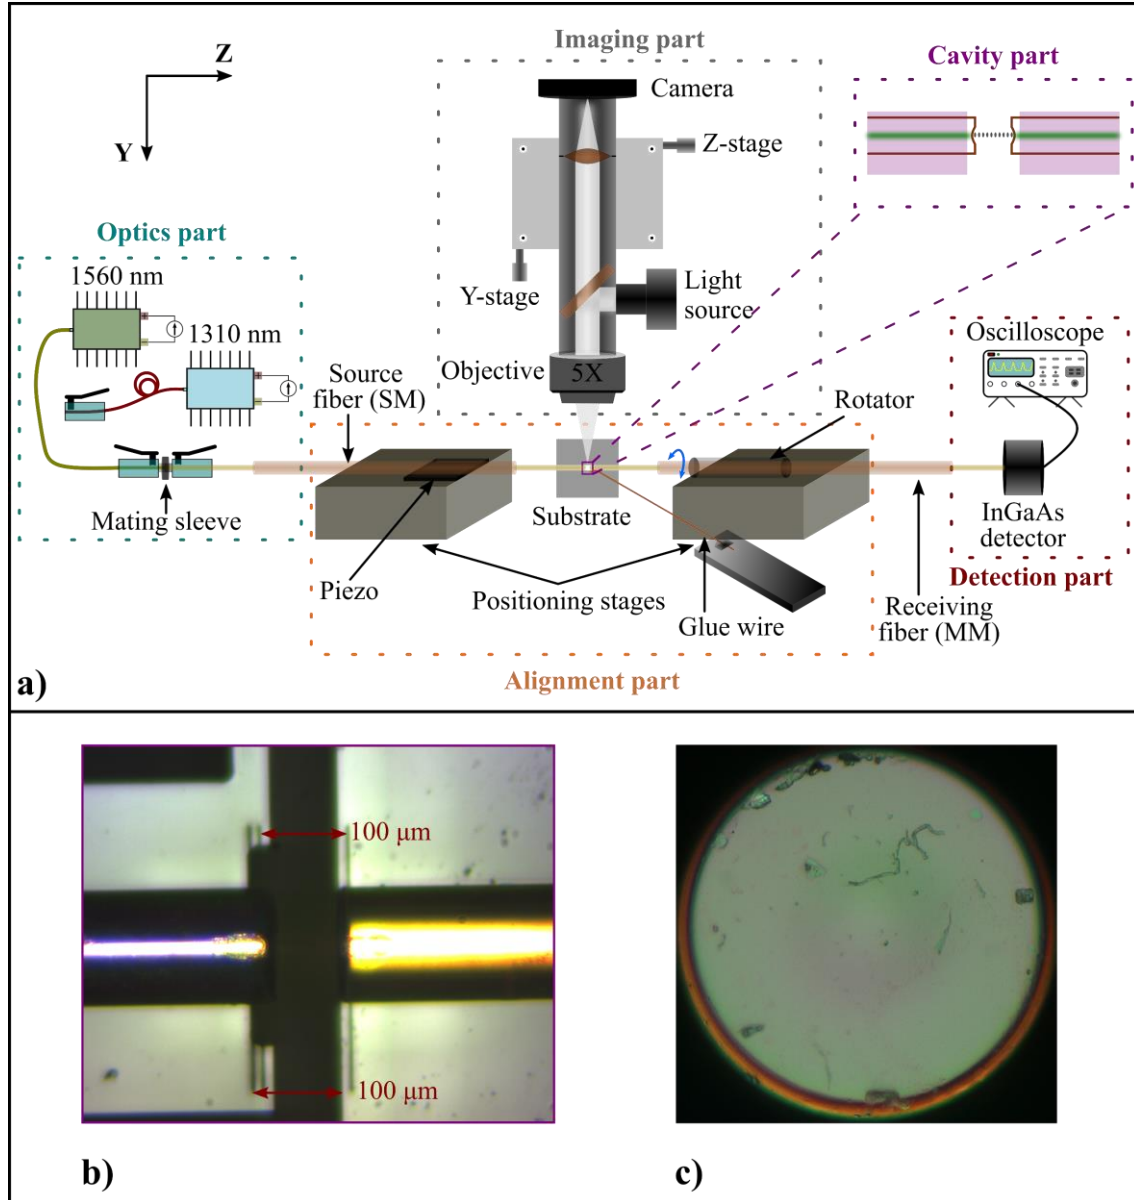 Imaging part
Cavity part
Z
Y
Camera
Z-stage
Optics part
1560 nm
1310 nm
Y-stage
Light
source
Objective
5X
Source
fiber (SM)
Rotator
Oscilloscope
Mating sleeve
Substrate
InGaAs
detector
Detection part
Piezo
Positioning stages
Glue wire
Receiving
fiber (MM)
Alignment part
a)
100 μm
100 μm
b)
c)